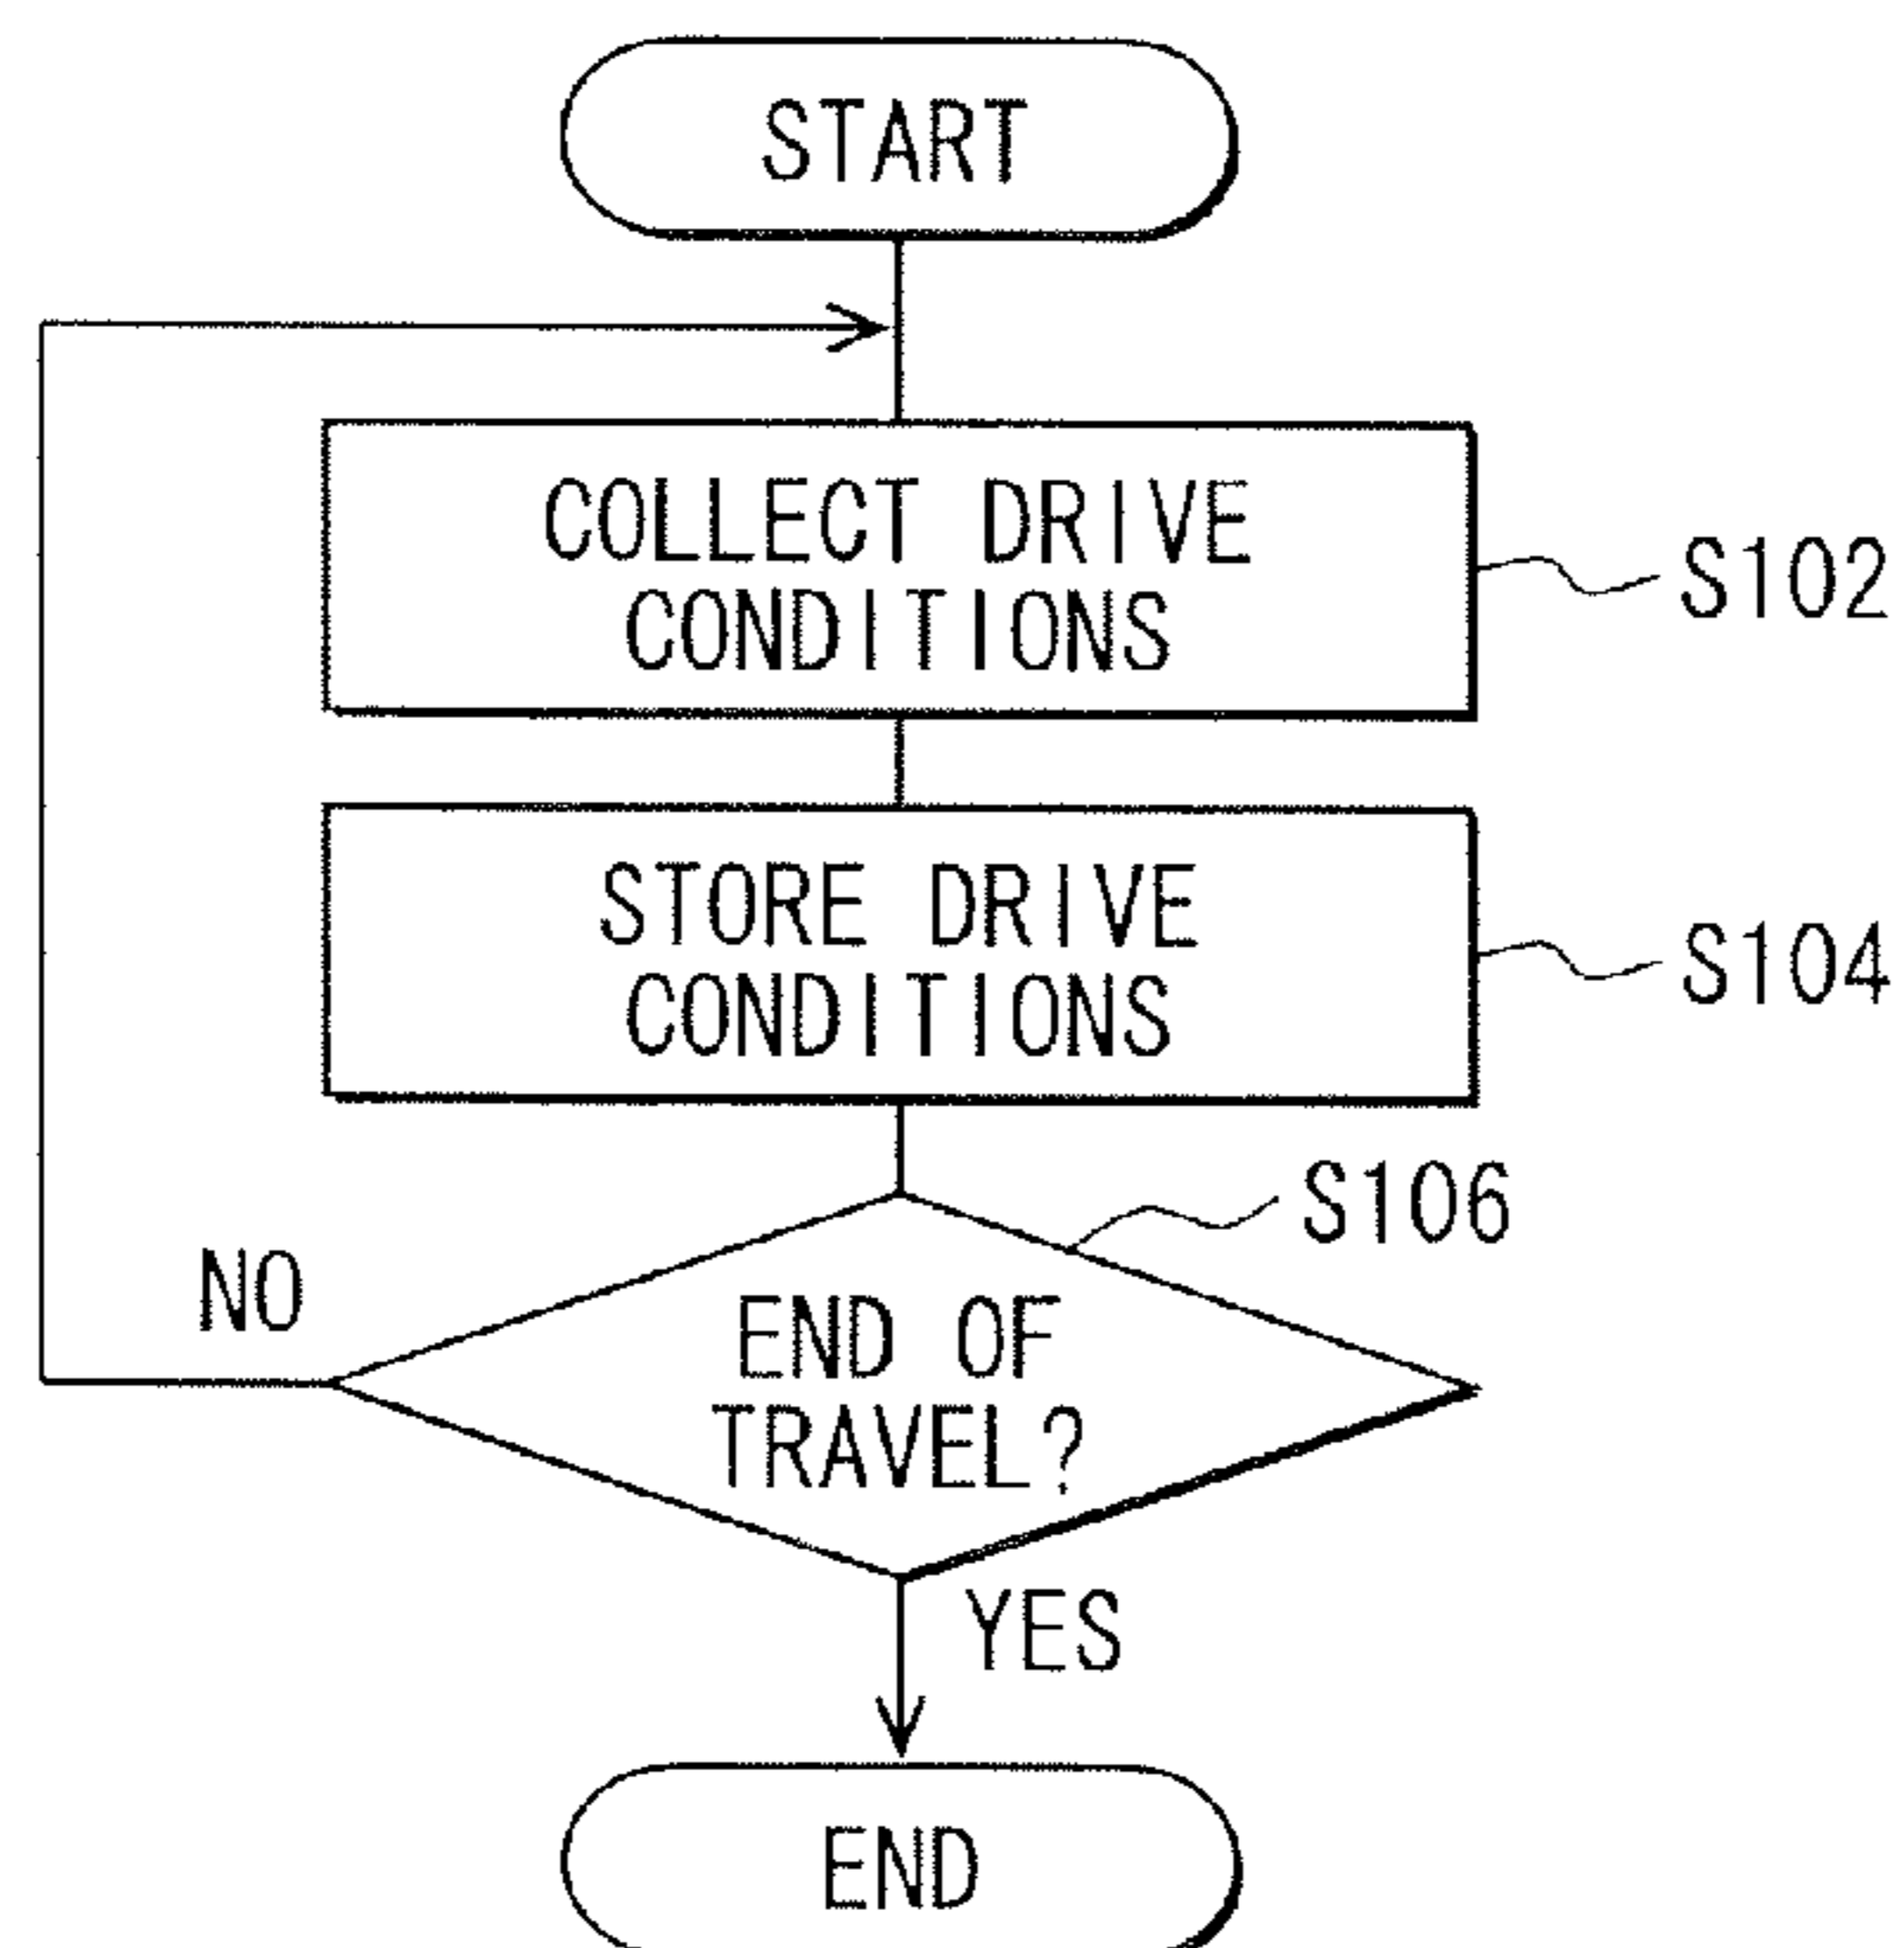 START
COLLECT DRIVE
CONDITIONS
S102
STORE DRIVE
CONDITIONS
S104
S106
NO
END OF
TRAVEL?
YES
END